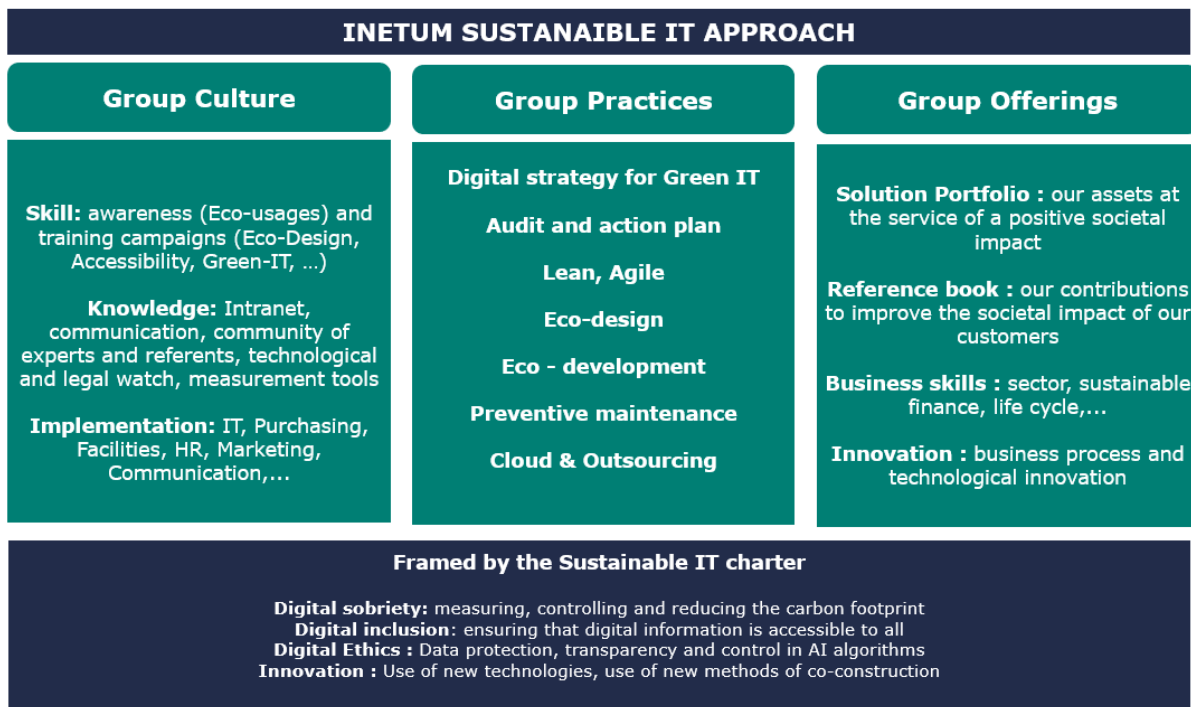 INETUM SUSTANAIBLE IT APPROACH
Group Culture
Skill: awareness (Eco-usages) and
training campaigns (Eco-Design,
Accessibility, Green-IT, ...)
Knowledge: Intranet,
communication, community of
experts and referents, technological
and legal watch, measurement tools
Implementation: IT, Purchasing,
Facilities, HR, Marketing,
Communication,...
Group Practices
Digital strategy for Green IT
Audit and action plan
Lean, Agile
Eco-design
Eco - development
Preventive maintenance
Cloud & Outsourcing
Group Offerings
Solution Portfolio : our assets at
the service of a positive societal
impact
Reference book : our contributions
to improve the societal impact of our
customers
Business skills : sector, sustainable
finance, life cycle,...
Innovation : business process and
technological innovation
Framed by the Sustainable IT charter
Digital sobriety: measuring, controlling and reducing the carbon footprint
Digital inclusion: ensuring that digital information is accessible to all
Digital Ethics : Data protection, transparency and control in AI algorithms
Innovation : Use of new technologies, use of new methods of co-construction